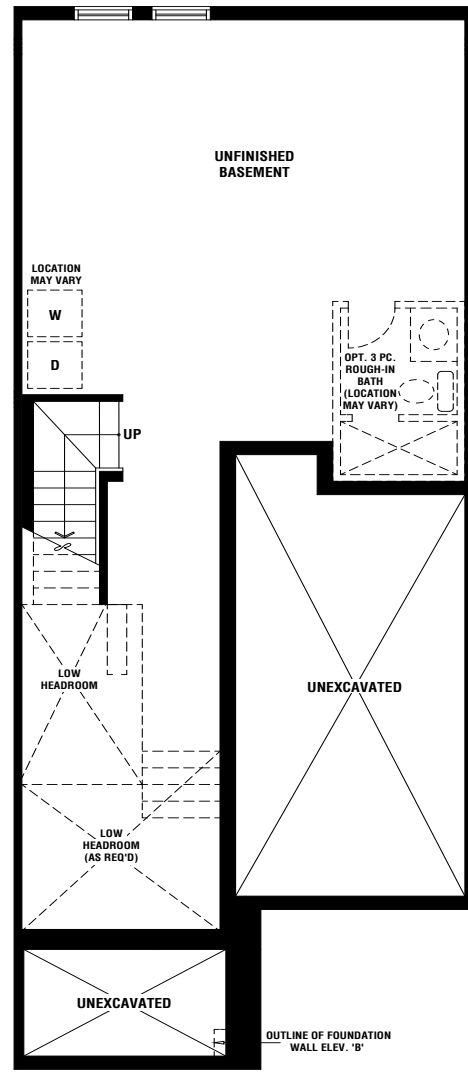 UNFINISHED
BASEMENT
LOCATION
MAY VARY
W
D
OPT. 3 PC.
ROUGH-IN
BATH
(LOCATION
MAY VARY)
UP
LOW
HEADROOM
UNEXCAVATED
LOW
HEADROOM
(AS REQ'D)
UNEXCAVATED
OUTLINE OF FOUNDATION
WALL ELEV. 'B'